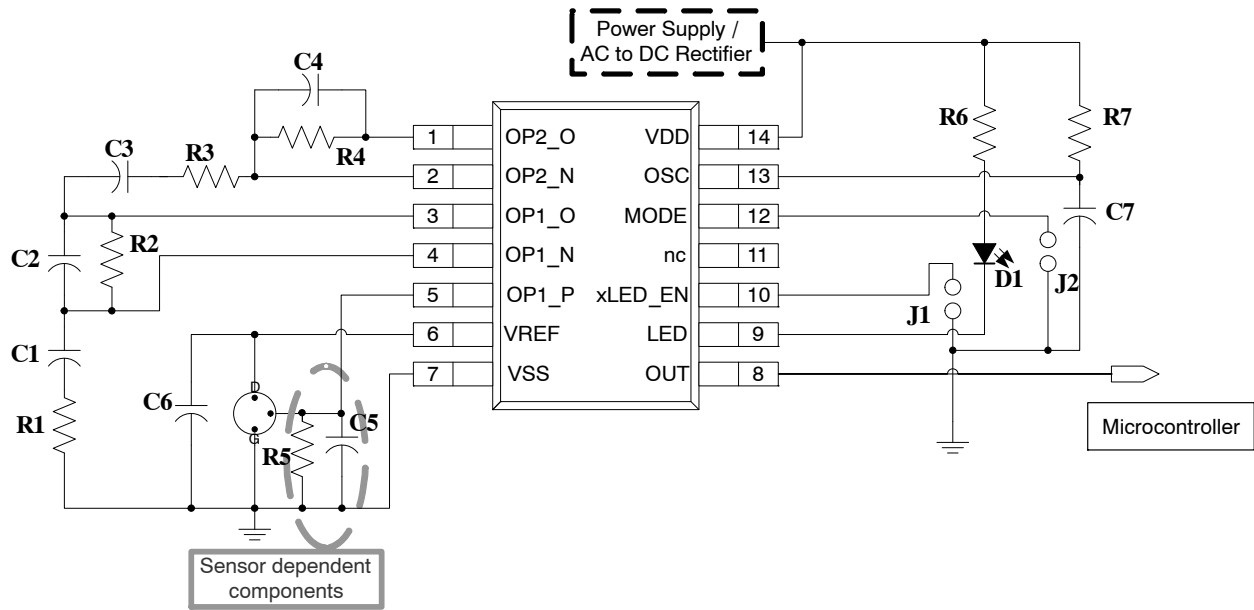 Power Supply /
AC to DC Rectifier
C4
R4
C3
R3
C2
R2
C1
R1
C6
D
G
R5
C5
Sensor dependent
components
1
OP2_O
2
OP2_N
3
OP1_O
4
OP1_N
5
OP1_P
6
VREF
7
VSS
VDD
14
OSC
13
MODE
12
nc
11
xLED_EN
10
LED
9
OUT
8
R6
R7
C7
D1
J2
J1
Microcontroller